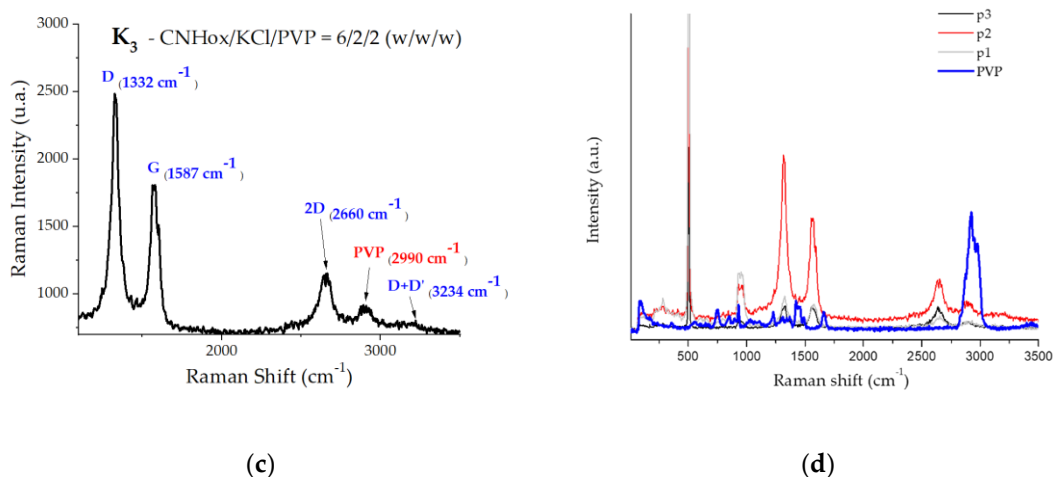 K3 - CNHox/KCl/PVP = 6/2/2 (w/w/w)
D (1332 cm-1)
G (1587 cm-1)
2D (2660 cm-1)
PVP (2990 cm-1)
D+D' (3234 cm-1)
3000
2500
2000
1500
1000
Raman Intensity (u.a.)
2000
3000
Raman Shift (cm-1)
(c)
p3
p2
p1
PVP
Intensity (a.u.)
500
1000
1500
2000
2500
3000
3500
Raman shift (cm-1)
(d)